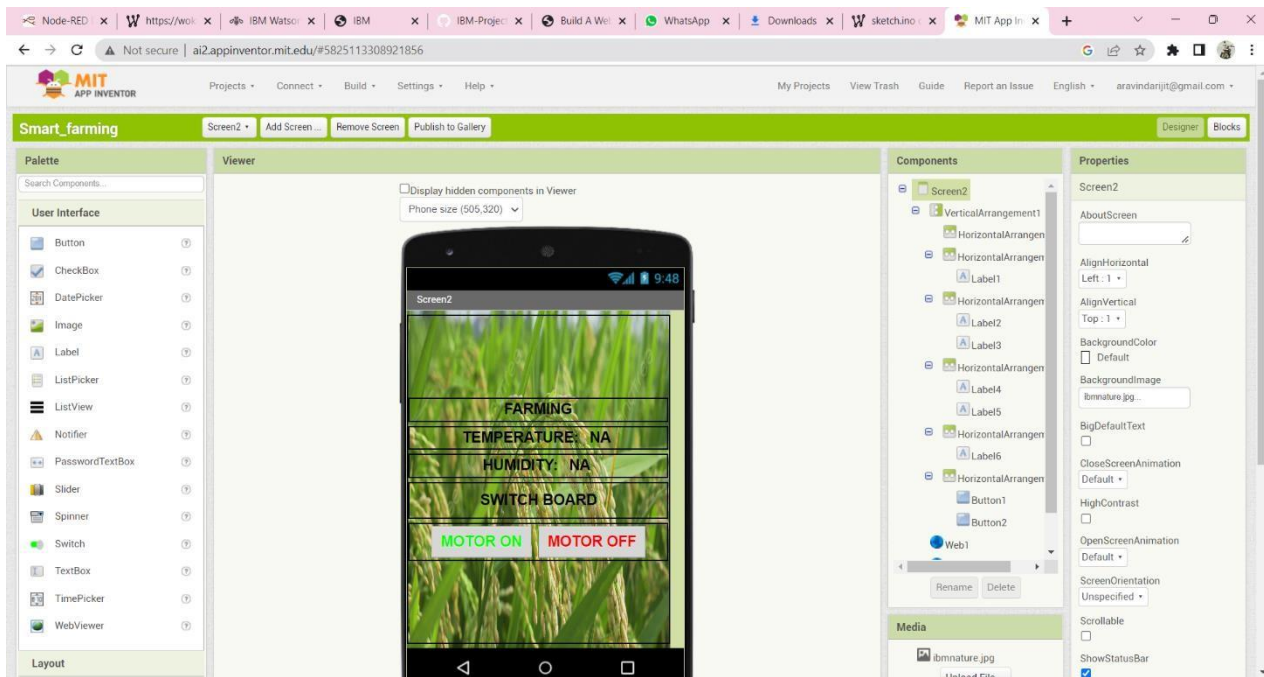 Node-RED
https://wok
IBM Watson
IBM
IBM-Project
Build A We
WhatsApp
Downloads
sketch.ino
MIT App In
Not secure
ai2.appinventor.mit.edu/#5825113308921856
MIT
APP INVENTOR
Projects
Connect
Build
Settings
Help
My Projects
View Trash
Guide
Report an Issue
English
aravindarijit@gmail.com
Smart_farming
Screen2
Add Screen ...
Remove Screen
Publish to Gallery
Designer
Blocks
Palette
Search Components...
User Interface
Button
CheckBox
DatePicker
Image
Label
ListPicker
ListView
Notifier
PasswordTextBox
Slider
Spinner
Switch
TextBox
TimePicker
WebViewer
Layout
Viewer
Display hidden components in Viewer
Phone size (505,320)
9:48
Screen2
FARMING
TEMPERATURE: NA
HUMIDITY: NA
SWITCH BOARD
MOTOR ON
MOTOR OFF
Components
Screen2
VerticalArrangement1
HorizontalArrangen
HorizontalArrangen
Label1
HorizontalArrangen
Label2
Label3
HorizontalArrangen
Label4
Label5
HorizontalArrangen
Label6
HorizontalArrangen
Button1
Button2
Web1
Rename
Delete
Media
ibmnature.jpg
Upload File ...
Properties
Screen2
AboutScreen
AlignHorizontal
Left : 1
AlignVertical
Top : 1
BackgroundColor
Default
BackgroundImage
ibmnature.jpg...
BigDefaultText
CloseScreenAnimation
Default
HighContrast
OpenScreenAnimation
Default
ScreenOrientation
Unspecified
Scrollable
ShowStatusBar